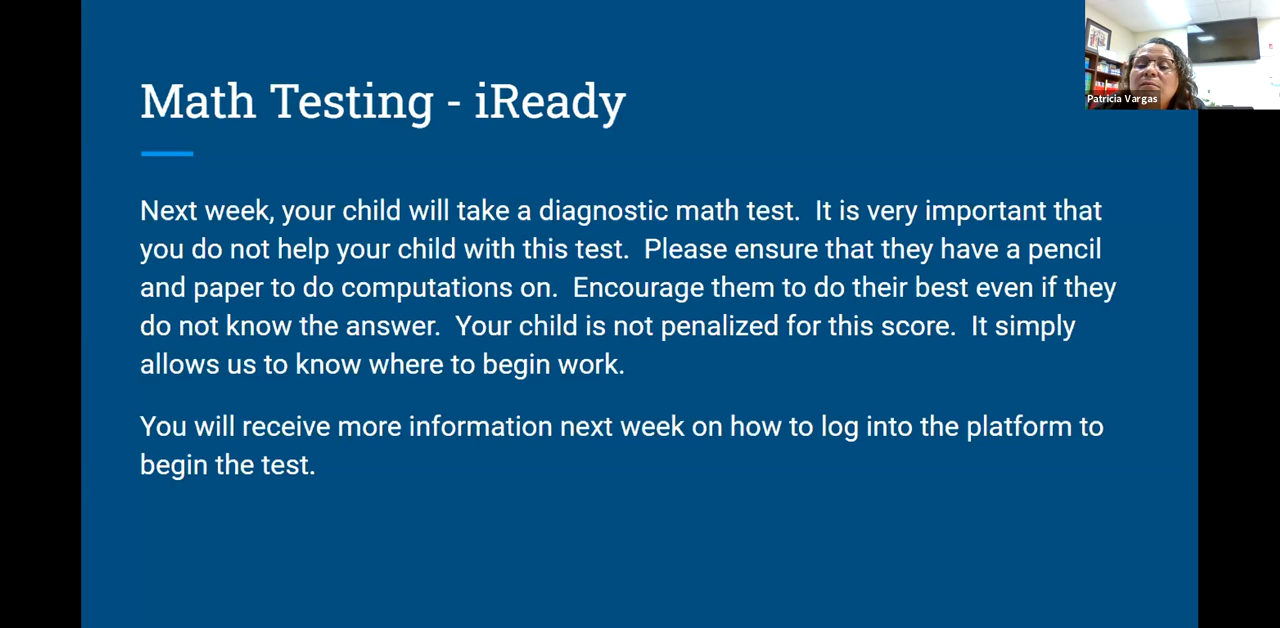 Math Testing - iReady
Patricia Vargas
Next week, your child will take a diagnostic math test.  It is very important that
you do not help your child with this test.  Please ensure that they have a pencil
and paper to do computations on.  Encourage them to do their best even if they
do not know the answer.  Your child is not penalized for this score.  It simply
allows us to know where to begin work.
You will receive more information next week on how to log into the platform to
begin the test.